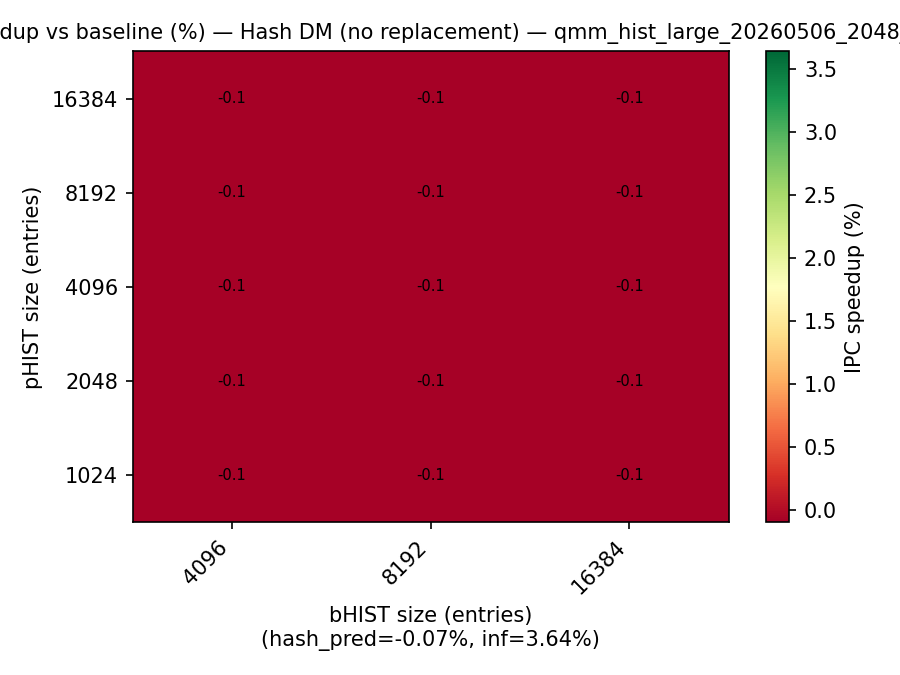 dup vs baseline (%) — Hash DM (no replacement) — qmm_hist_large_20260506_2048_
16384
8192
4096
2048
1024
pHIST size (entries)
-0.1 -0.1 -0.1
-0.1 -0.1 -0.1
-0.1 -0.1 -0.1
-0.1 -0.1 -0.1
-0.1 -0.1 -0.1
4096 8192 16384
bHIST size (entries)
(hash_pred=-0.07%, inf=3.64%)
3.5
3.0
2.5
2.0
1.5
1.0
0.5
0.0
IPC speedup (%)